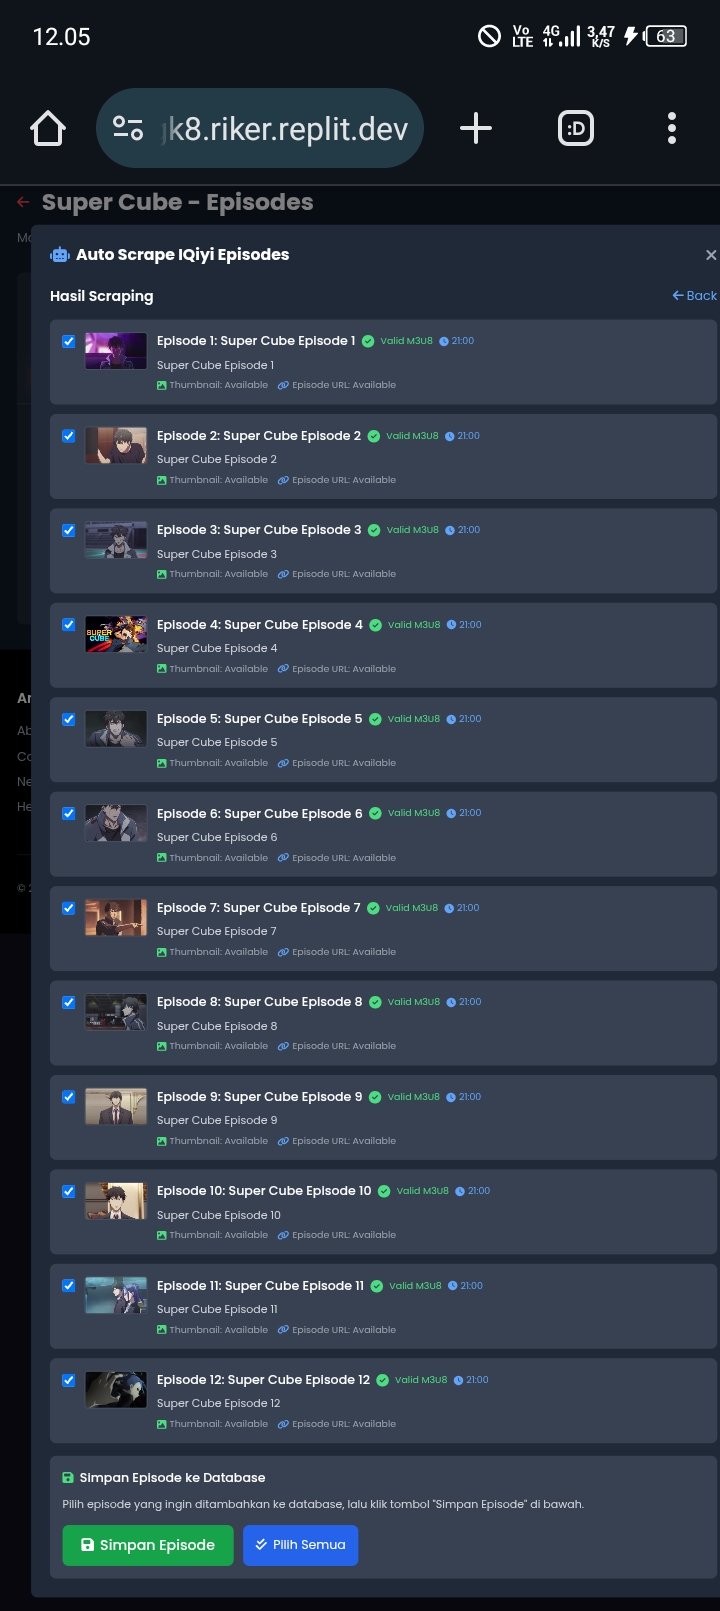 12.05
Vo LTE 4G 3,47 K/S 63
k8.riker.replit.dev :D
Super Cube - Episodes
Auto Scrape IQiyi Episodes
Hasil Scraping
Back
Episode 1: Super Cube Episode 1 Valid M3U8 21:00
Super Cube Episode 1
Thumbnail: Available Episode URL: Available
Episode 2: Super Cube Episode 2 Valid M3U8 21:00
Super Cube Episode 2
Thumbnail: Available Episode URL: Available
Episode 3: Super Cube Episode 3 Valid M3U8 21:00
Super Cube Episode 3
Thumbnail: Available Episode URL: Available
SUPER CUBE
Episode 4: Super Cube Episode 4 Valid M3U8 21:00
Super Cube Episode 4
Thumbnail: Available Episode URL: Available
Episode 5: Super Cube Episode 5 Valid M3U8 21:00
Super Cube Episode 5
Thumbnail: Available Episode URL: Available
Episode 6: Super Cube Episode 6 Valid M3U8 21:00
Super Cube Episode 6
Thumbnail: Available Episode URL: Available
Episode 7: Super Cube Episode 7 Valid M3U8 21:00
Super Cube Episode 7
Thumbnail: Available Episode URL: Available
Episode 8: Super Cube Episode 8 Valid M3U8 21:00
Super Cube Episode 8
Thumbnail: Available Episode URL: Available
Episode 9: Super Cube Episode 9 Valid M3U8 21:00
Super Cube Episode 9
Thumbnail: Available Episode URL: Available
Episode 10: Super Cube Episode 10 Valid M3U8 21:00
Super Cube Episode 10
Thumbnail: Available Episode URL: Available
Episode 11: Super Cube Episode 11 Valid M3U8 21:00
Super Cube Episode 11
Thumbnail: Available Episode URL: Available
Episode 12: Super Cube Episode 12 Valid M3U8 21:00
Super Cube Episode 12
Thumbnail: Available Episode URL: Available
Simpan Episode ke Database
Pilih episode yang ingin ditambahkan ke database, lalu klik tombol "Simpan Episode" di bawah.
Simpan Episode
Pilih Semua